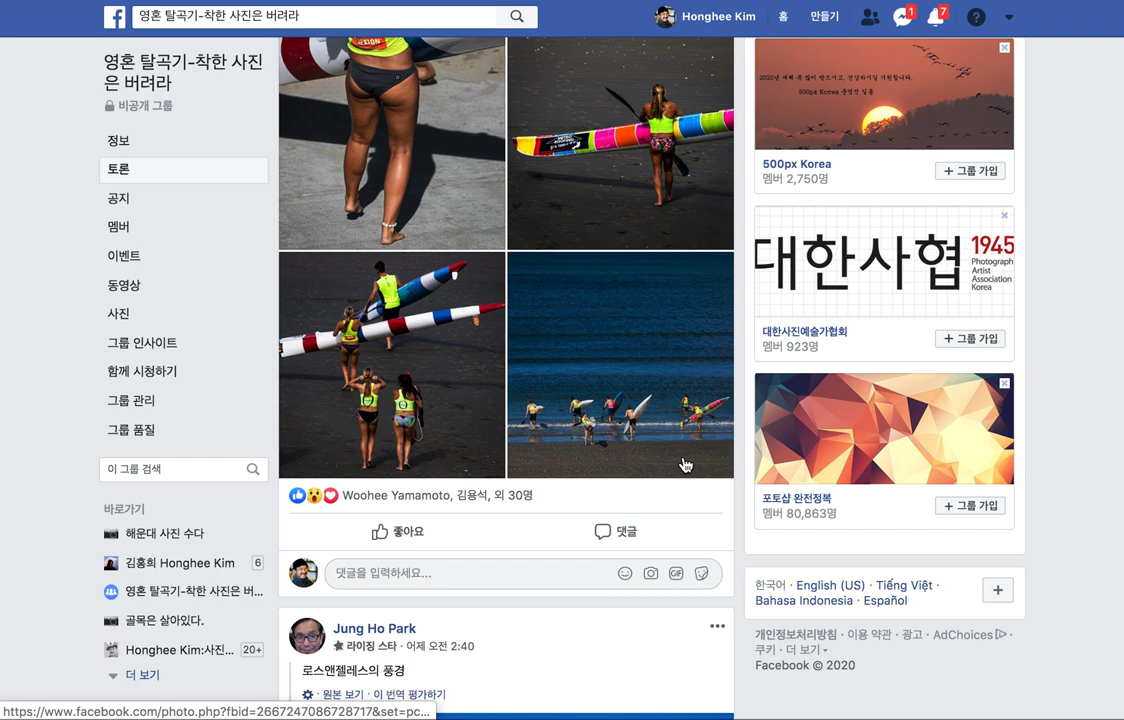 영혼 탈곡기-착한 사진은 버려라
Honghee Kim
홈
만들기
1
7
영혼 탈곡기-착한 사진
은 버려라
비공개 그룹
정보
토론
공지
멤버
이벤트
동영상
사진
그룹 인사이트
함께 시청하기
그룹 관리
그룹 품질
이 그룹 검색
바로가기
해운대 사진 수다
김홍희 Honghee Kim 6
영혼 탈곡기-착한 사진은 버...
골목은 살아있다.
Honghee Kim:사진... 20+
더 보기
Woohee Yamamoto, 김용석, 외 30명
좋아요
댓글
댓글을 입력하세요...
GIF
Jung Ho Park
라이징 스타 · 어제 오전 2:40
로스앤젤레스의 풍경
· 원본 보기 · 이 번역 평가하기
500px Korea
멤버 2,750명
+ 그룹 가입
대한사협
1945
Photograph
Artist
Association
Korea
대한사진예술가협회
멤버 923명
+ 그룹 가입
포토샵 완전정복
멤버 80,863명
+ 그룹 가입
한국어 · English (US) · Tiếng Việt ·
Bahasa Indonesia · Español
개인정보처리방침 · 이용 약관 · 광고 · AdChoices ·
쿠키 · 더 보기
Facebook © 2020
https://www.facebook.com/photo.php?fbid=2667247086728717&set=pc...